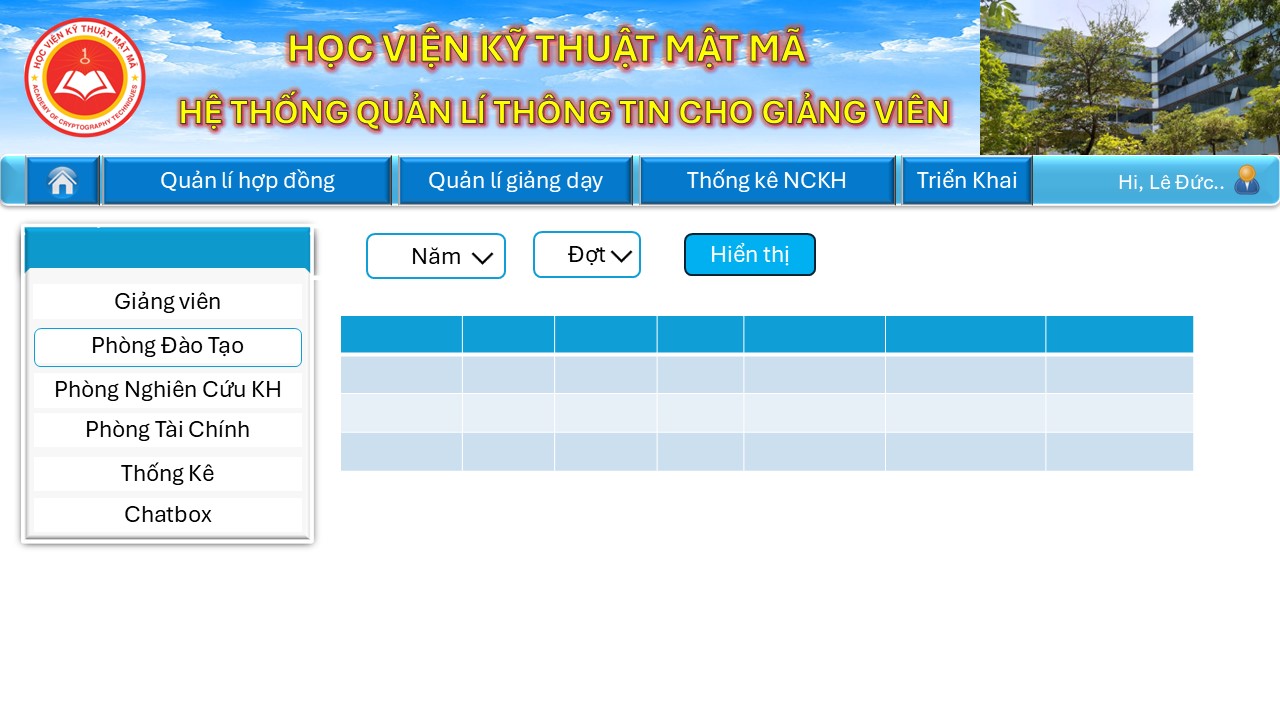 HỌC VIỆN KỸ THUẬT MẬT MÃ
ACADEMY OF CRYPTOGRAPHY TECHNIQUES
HỌC VIỆN KỸ THUẬT MẬT MÃ
HỆ THỐNG QUẢN LÍ THÔNG TIN CHO GIẢNG VIÊN
Quản lí hợp đồng
Quản lí giảng dạy
Thống kê NCKH
Triển Khai
Hi, Lê Đức..
Giảng viên
Phòng Đào Tạo
Phòng Nghiên Cứu KH
Phòng Tài Chính
Thống Kê
Chatbox
Năm
Đợt
Hiển thị